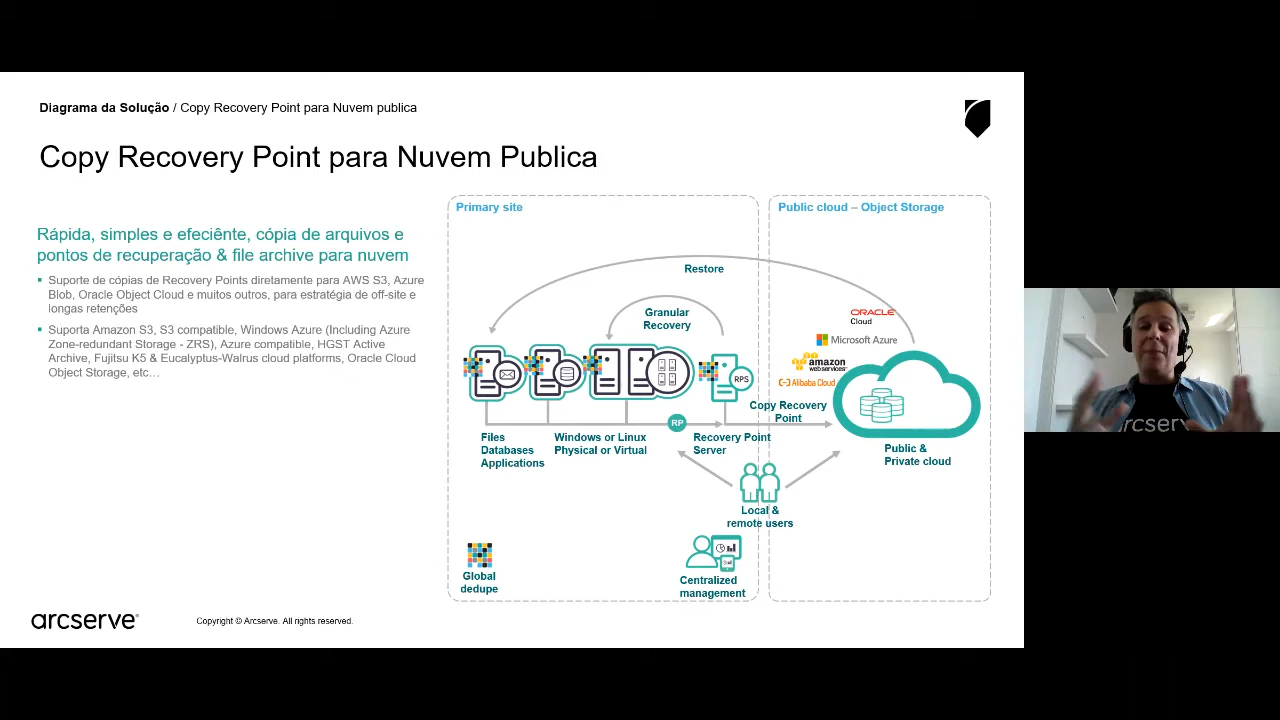 Diagrama da Solução / Copy Recovery Point para Nuvem publica
Copy Recovery Point para Nuvem Publica
Rápida, simples e efeciênte, cópia de arquivos e
pontos de recuperação & file archive para nuvem
Suporte de cópias de Recovery Points diretamente para AWS S3, Azure
Blob, Oracle Object Cloud e muitos outros, para estratégia de off-site e
longas retenções
Suporta Amazon S3, S3 compatible, Windows Azure (Including Azure
Zone-redundant Storage - ZRS), Azure compatible, HGST Active
Archive, Fujitsu K5 & Eucalyptus-Walrus cloud platforms, Oracle Cloud
Object Storage, etc…
Primary site
Public cloud – Object Storage
Restore
Granular
Recovery
ORACLE
Cloud
Microsoft Azure
amazon
web services
Alibaba Cloud
RPS
Copy Recovery
Point
RP
Files
Databases
Applications
Windows or Linux
Physical or Virtual
Recovery Point
Server
Public &
Private cloud
Local &
remote users
Global
dedupe
Centralized
management
arcserve
Copyright © Arcserve. All rights reserved.
arcserv